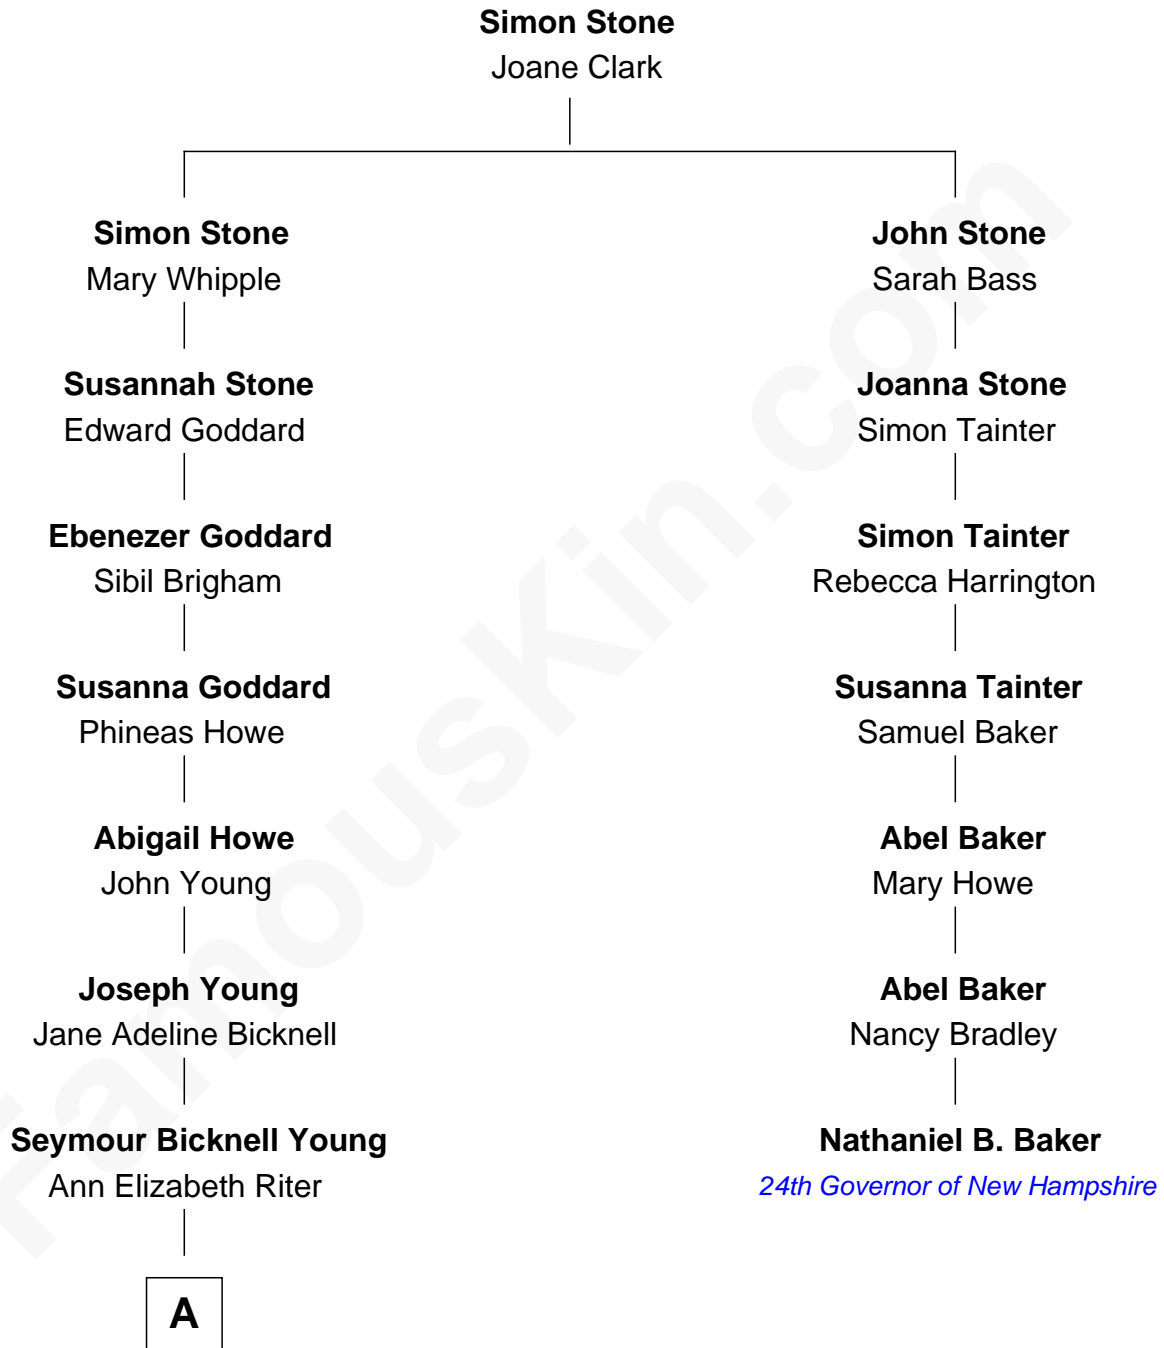 Simon Stone
Joane Clark
Simon Stone
Mary Whipple
John Stone
Sarah Bass
Susannah Stone
Edward Goddard
Joanna Stone
Simon Tainter
Ebenezer Goddard
Sibil Brigham
Simon Tainter
Rebecca Harrington
Susanna Goddard
Phineas Howe
Susanna Tainter
Samuel Baker
Abigail Howe
John Young
Abel Baker
Mary Howe
Joseph Young
Jane Adeline Bicknell
Abel Baker
Nancy Bradley
Seymour Bicknell Young
Ann Elizabeth Riter
Nathaniel B. Baker
24th Governor of New Hampshire
A
FamousKin.com